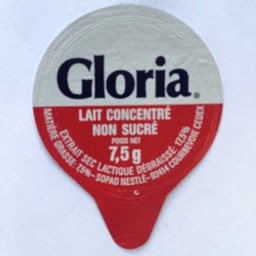 Gloria.
LAIT CONCENTRÉ
NON SUCRÉ
POIDS NET
7,5 g
EXTRAIT SEC LACTIQUE DÉGRAISSÉ: 17,5%
MATIÈRE GRASSE: 7,5% - SOPAD NESTLÉ - 92414 COURBEVOIE CEDEX